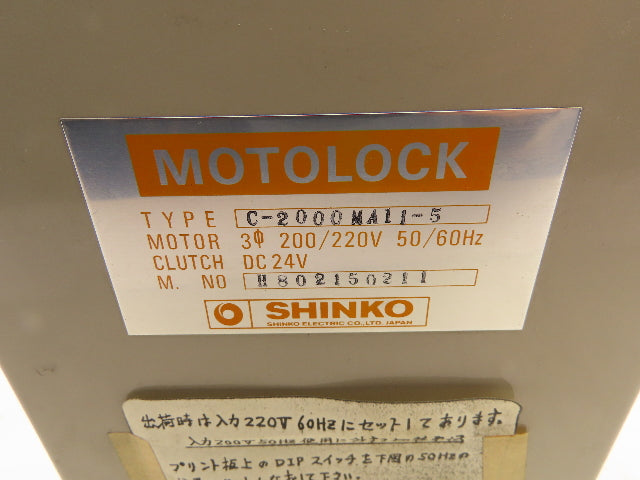 MOTOLOCK
TYPE C-2000MA11-5
MOTOR 3φ 200/220V 50/60Hz
CLUTCH DC24V
M. NO H802150211
SHINKO
SHINKO ELECTRIC CO., LTD. JAPAN
出荷時は入力220V 60Hzにセットしてあります。
入力200V 50Hz使用に
プリント板上のDIPスイッチを下図の50Hzの